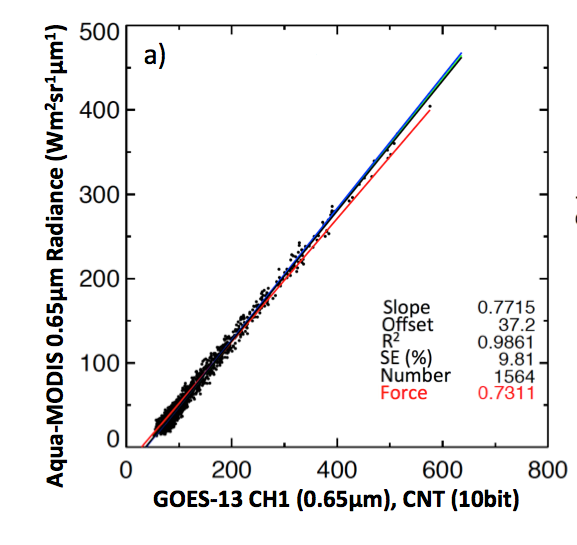 a)
500
400
300
200
100
0
Aqua-MODIS 0.65µm Radiance (Wm²sr¹µm¹)
Slope 0.7715
Offset 37.2
R² 0.9861
SE (%) 9.81
Number 1564
Force 0.7311
0 200 400 600 800
GOES-13 CH1 (0.65µm), CNT (10bit)